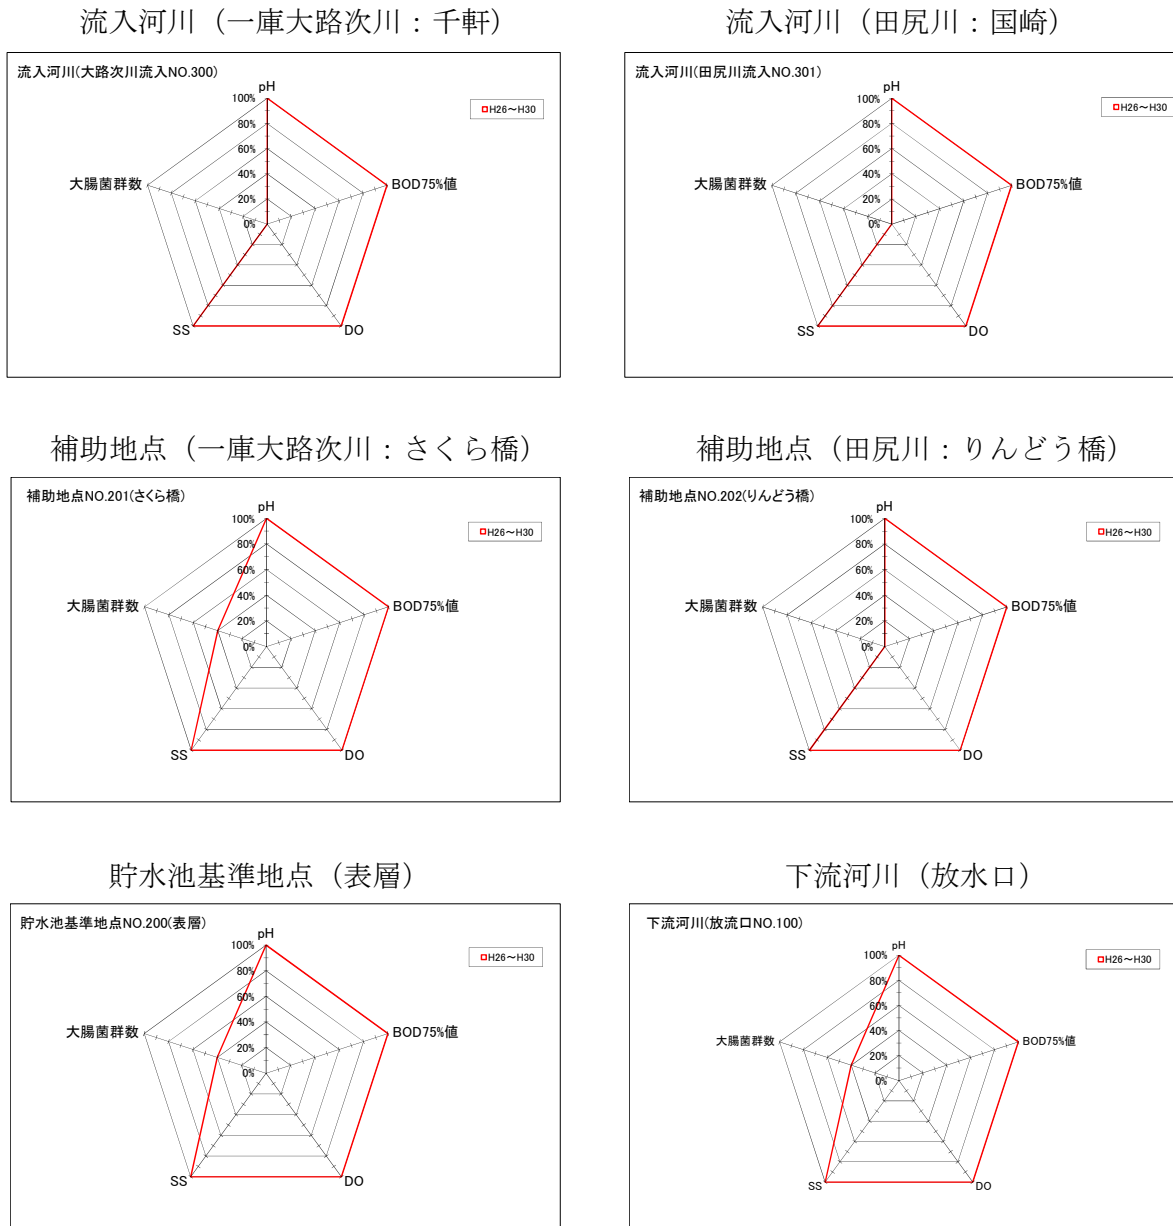 流入河川（一庫大路次川：千軒）
流入河川(大路次川流入NO.300)
pH
100%
80%
60%
40%
20%
0%
BOD75%値
DO
SS
大腸菌群数
H26～H30
流入河川（田尻川：国崎）
流入河川(田尻川流入NO.301)
pH
100%
80%
60%
40%
20%
0%
BOD75%値
DO
SS
大腸菌群数
H26～H30
補助地点（一庫大路次川：さくら橋）
補助地点NO.201(さくら橋)
pH
100%
80%
60%
40%
20%
0%
BOD75%値
DO
SS
大腸菌群数
H26～H30
補助地点（田尻川：りんどう橋）
補助地点NO.202(りんどう橋)
pH
100%
80%
60%
40%
20%
0%
BOD75%値
DO
SS
大腸菌群数
H26～H30
貯水池基準地点（表層）
貯水池基準地点NO.200(表層)
pH
100%
80%
60%
40%
20%
0%
BOD75%値
DO
SS
大腸菌群数
H26～H30
下流河川（放水口）
下流河川(放流口NO.100)
pH
100%
80%
60%
40%
20%
0%
BOD75%値
DO
SS
大腸菌群数
H26～H30